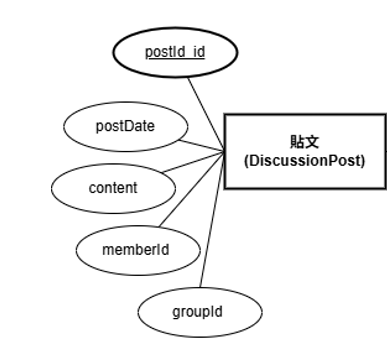 postId_id
postDate
content
memberId
groupId
貼文
(DiscussionPost)